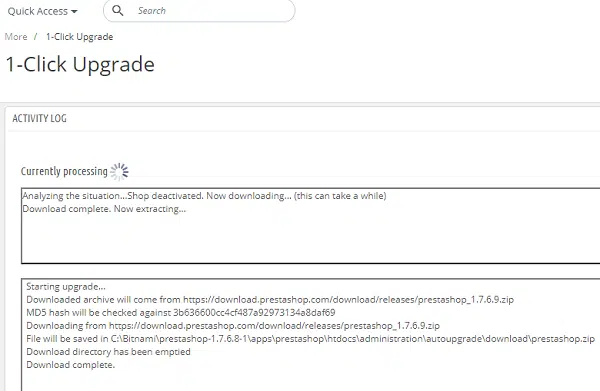 Quick Access
Search
More / 1-Click Upgrade
1-Click Upgrade
ACTIVITY LOG
Currently processing
Analyzing the situation...Shop deactivated. Now downloading... (this can take a while)
Download complete. Now extracting...
Starting upgrade...
Downloaded archive will come from https://download.prestashop.com/download/releases/prestashop_1.7.6.9.zip
MD5 hash will be checked against 3b636600cc4cf487a92973134a8daf69
Downloading from https://download.prestashop.com/download/releases/prestashop_1.7.6.9.zip
File will be saved in C:\Bitnami\prestashop-1.7.6.8-1\apps\prestashop\htdocs\administration\autoupgrade\download\prestashop.zip
Download directory has been emptied
Download complete.